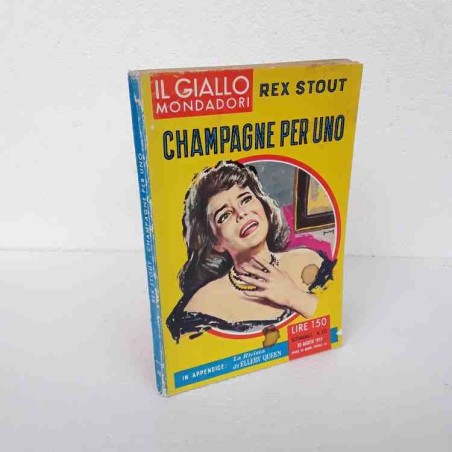 IL GIALLO
MONDADORI
REX STOUT
CHAMPAGNE PER UNO
REX STOUT: CHAMPAGNE PER UNO
LIRE 150
IN APPENDICE:
La Rivista
di ELLERY QUEEN